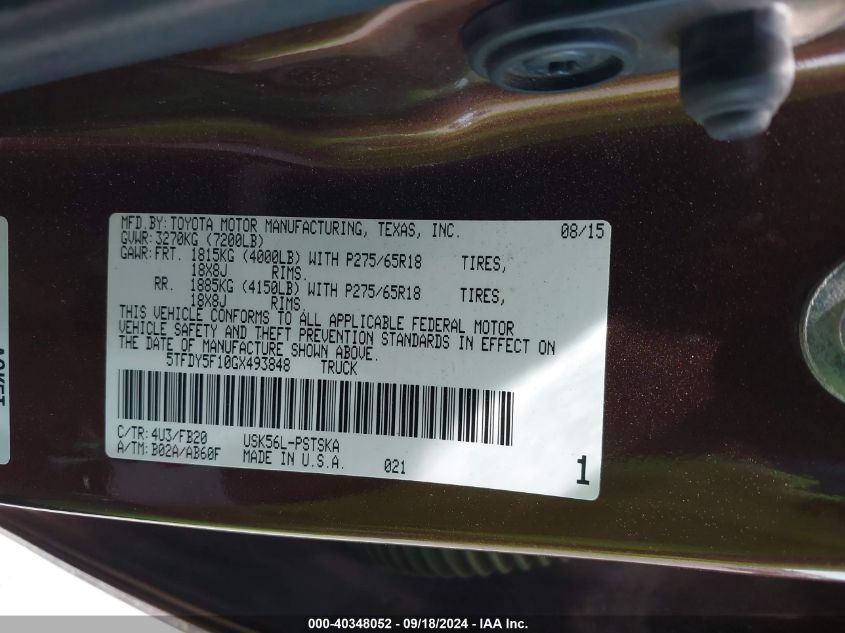 MFD.BY: TOYOTA MOTOR MANUFACTURING, TEXAS, INC. 08/15
GVWR: 3270KG (7200LB)
GAWR: FRT. 1815KG (4000LB) WITH P275/65R18 TIRES,
18X8J RIMS.
RR. 1885KG (4150LB) WITH P275/65R18 TIRES,
18X8J RIMS.
THIS VEHICLE CONFORMS TO ALL APPLICABLE FEDERAL MOTOR
VEHICLE SAFETY AND THEFT PREVENTION STANDARDS IN EFFECT ON
THE DATE OF MANUFACTURE SHOWN ABOVE.
5TFDY5F10GX493848 TRUCK
C/TR: 4U3/FB20 USK56L-PSTSKA
A/TM: B02A/AB60F MADE IN U.S.A. 021 1
000-40348052 - 09/18/2024 - IAA Inc.